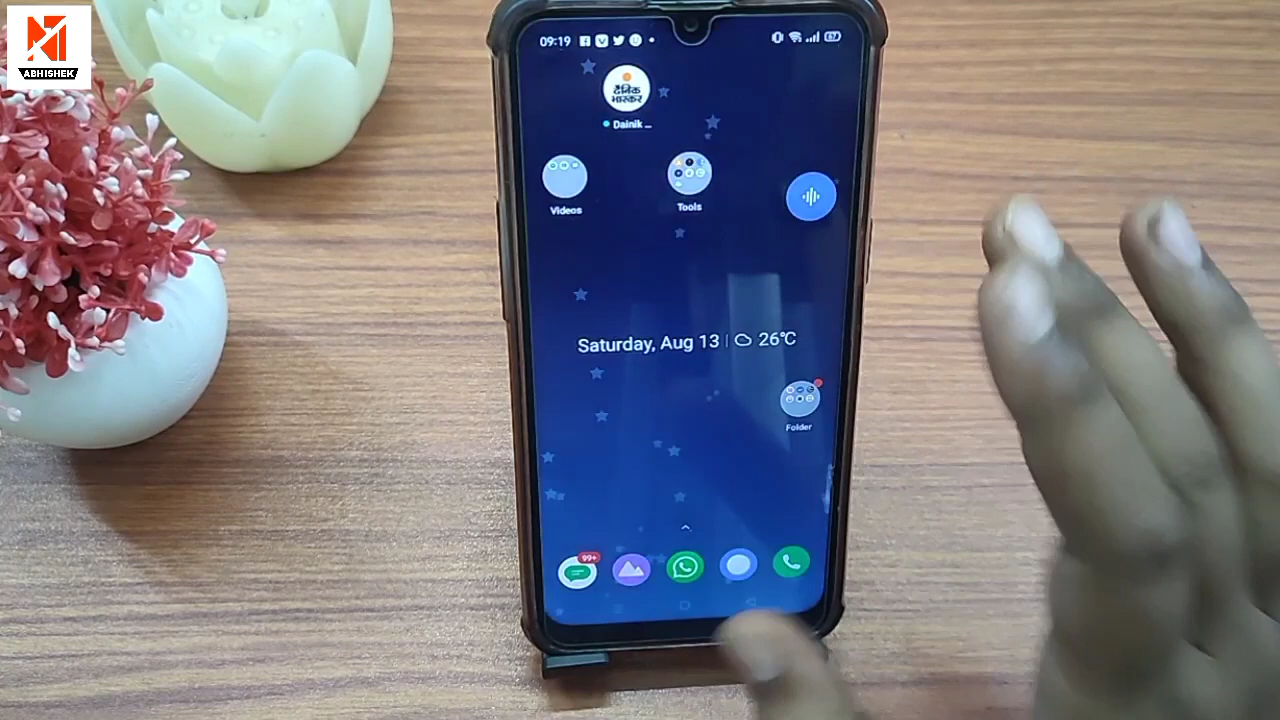 ABHISHEK
09:19
दैनिक
भास्कर
Dainik ...
Videos
Tools
Saturday, Aug 13 | 26°C
Folder
99+